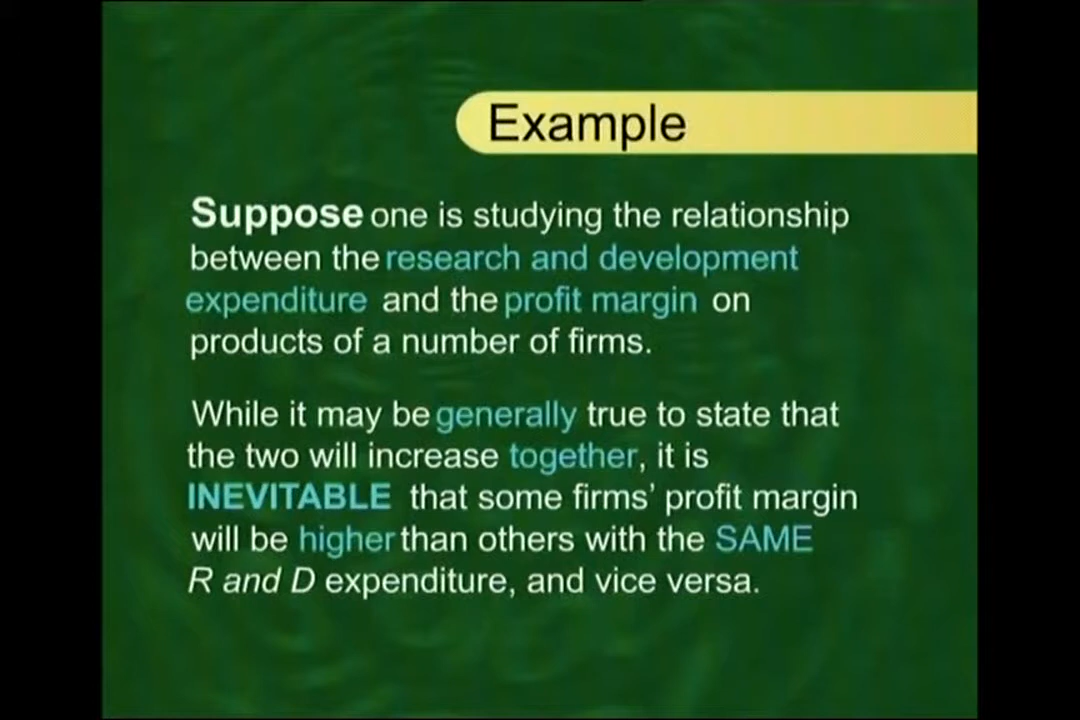 Example
Suppose one is studying the relationship
between the research and development
expenditure and the profit margin on
products of a number of firms.
While it may be generally true to state that
the two will increase together, it is
INEVITABLE that some firms’ profit margin
will be higher than others with the SAME
R and D expenditure, and vice versa.